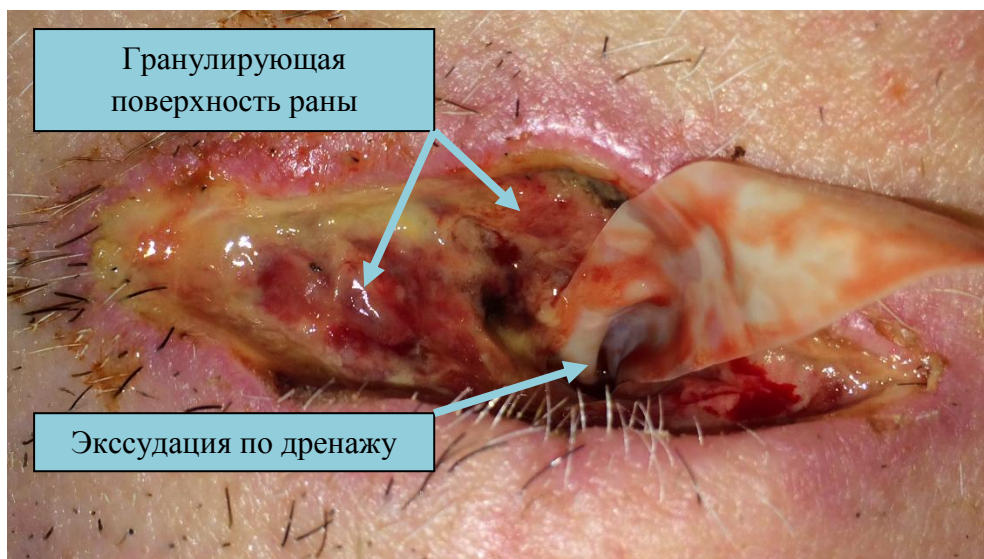 Гранулирующая
поверхность раны
Экссудация по дренажу